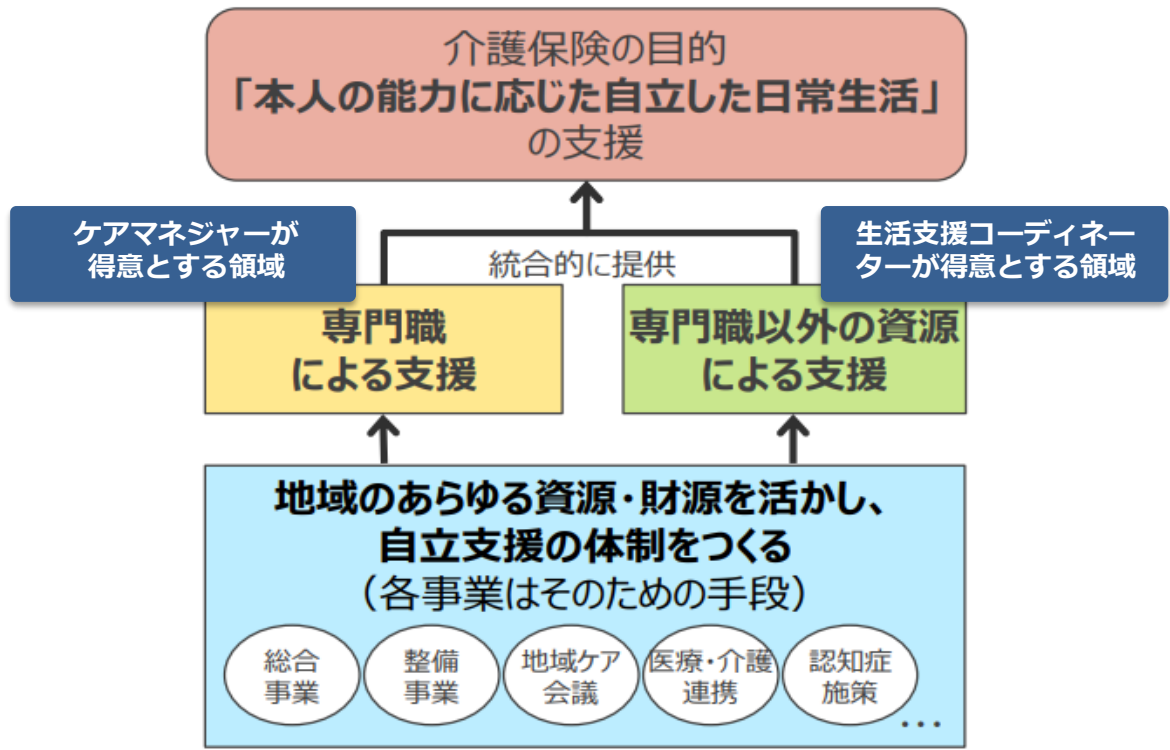 介護保険の目的
「本人の能力に応じた自立した日常生活」
の支援
ケアマネジャーが
得意とする領域
生活支援コーディネー
ターが得意とする領域
統合的に提供
専門職
による支援
専門職以外の資源
による支援
地域のあらゆる資源・財源を活かし、
自立支援の体制をつくる
（各事業はそのための手段）
総合
事業
整備
事業
地域ケア
会議
医療・介護
連携
認知症
施策
…